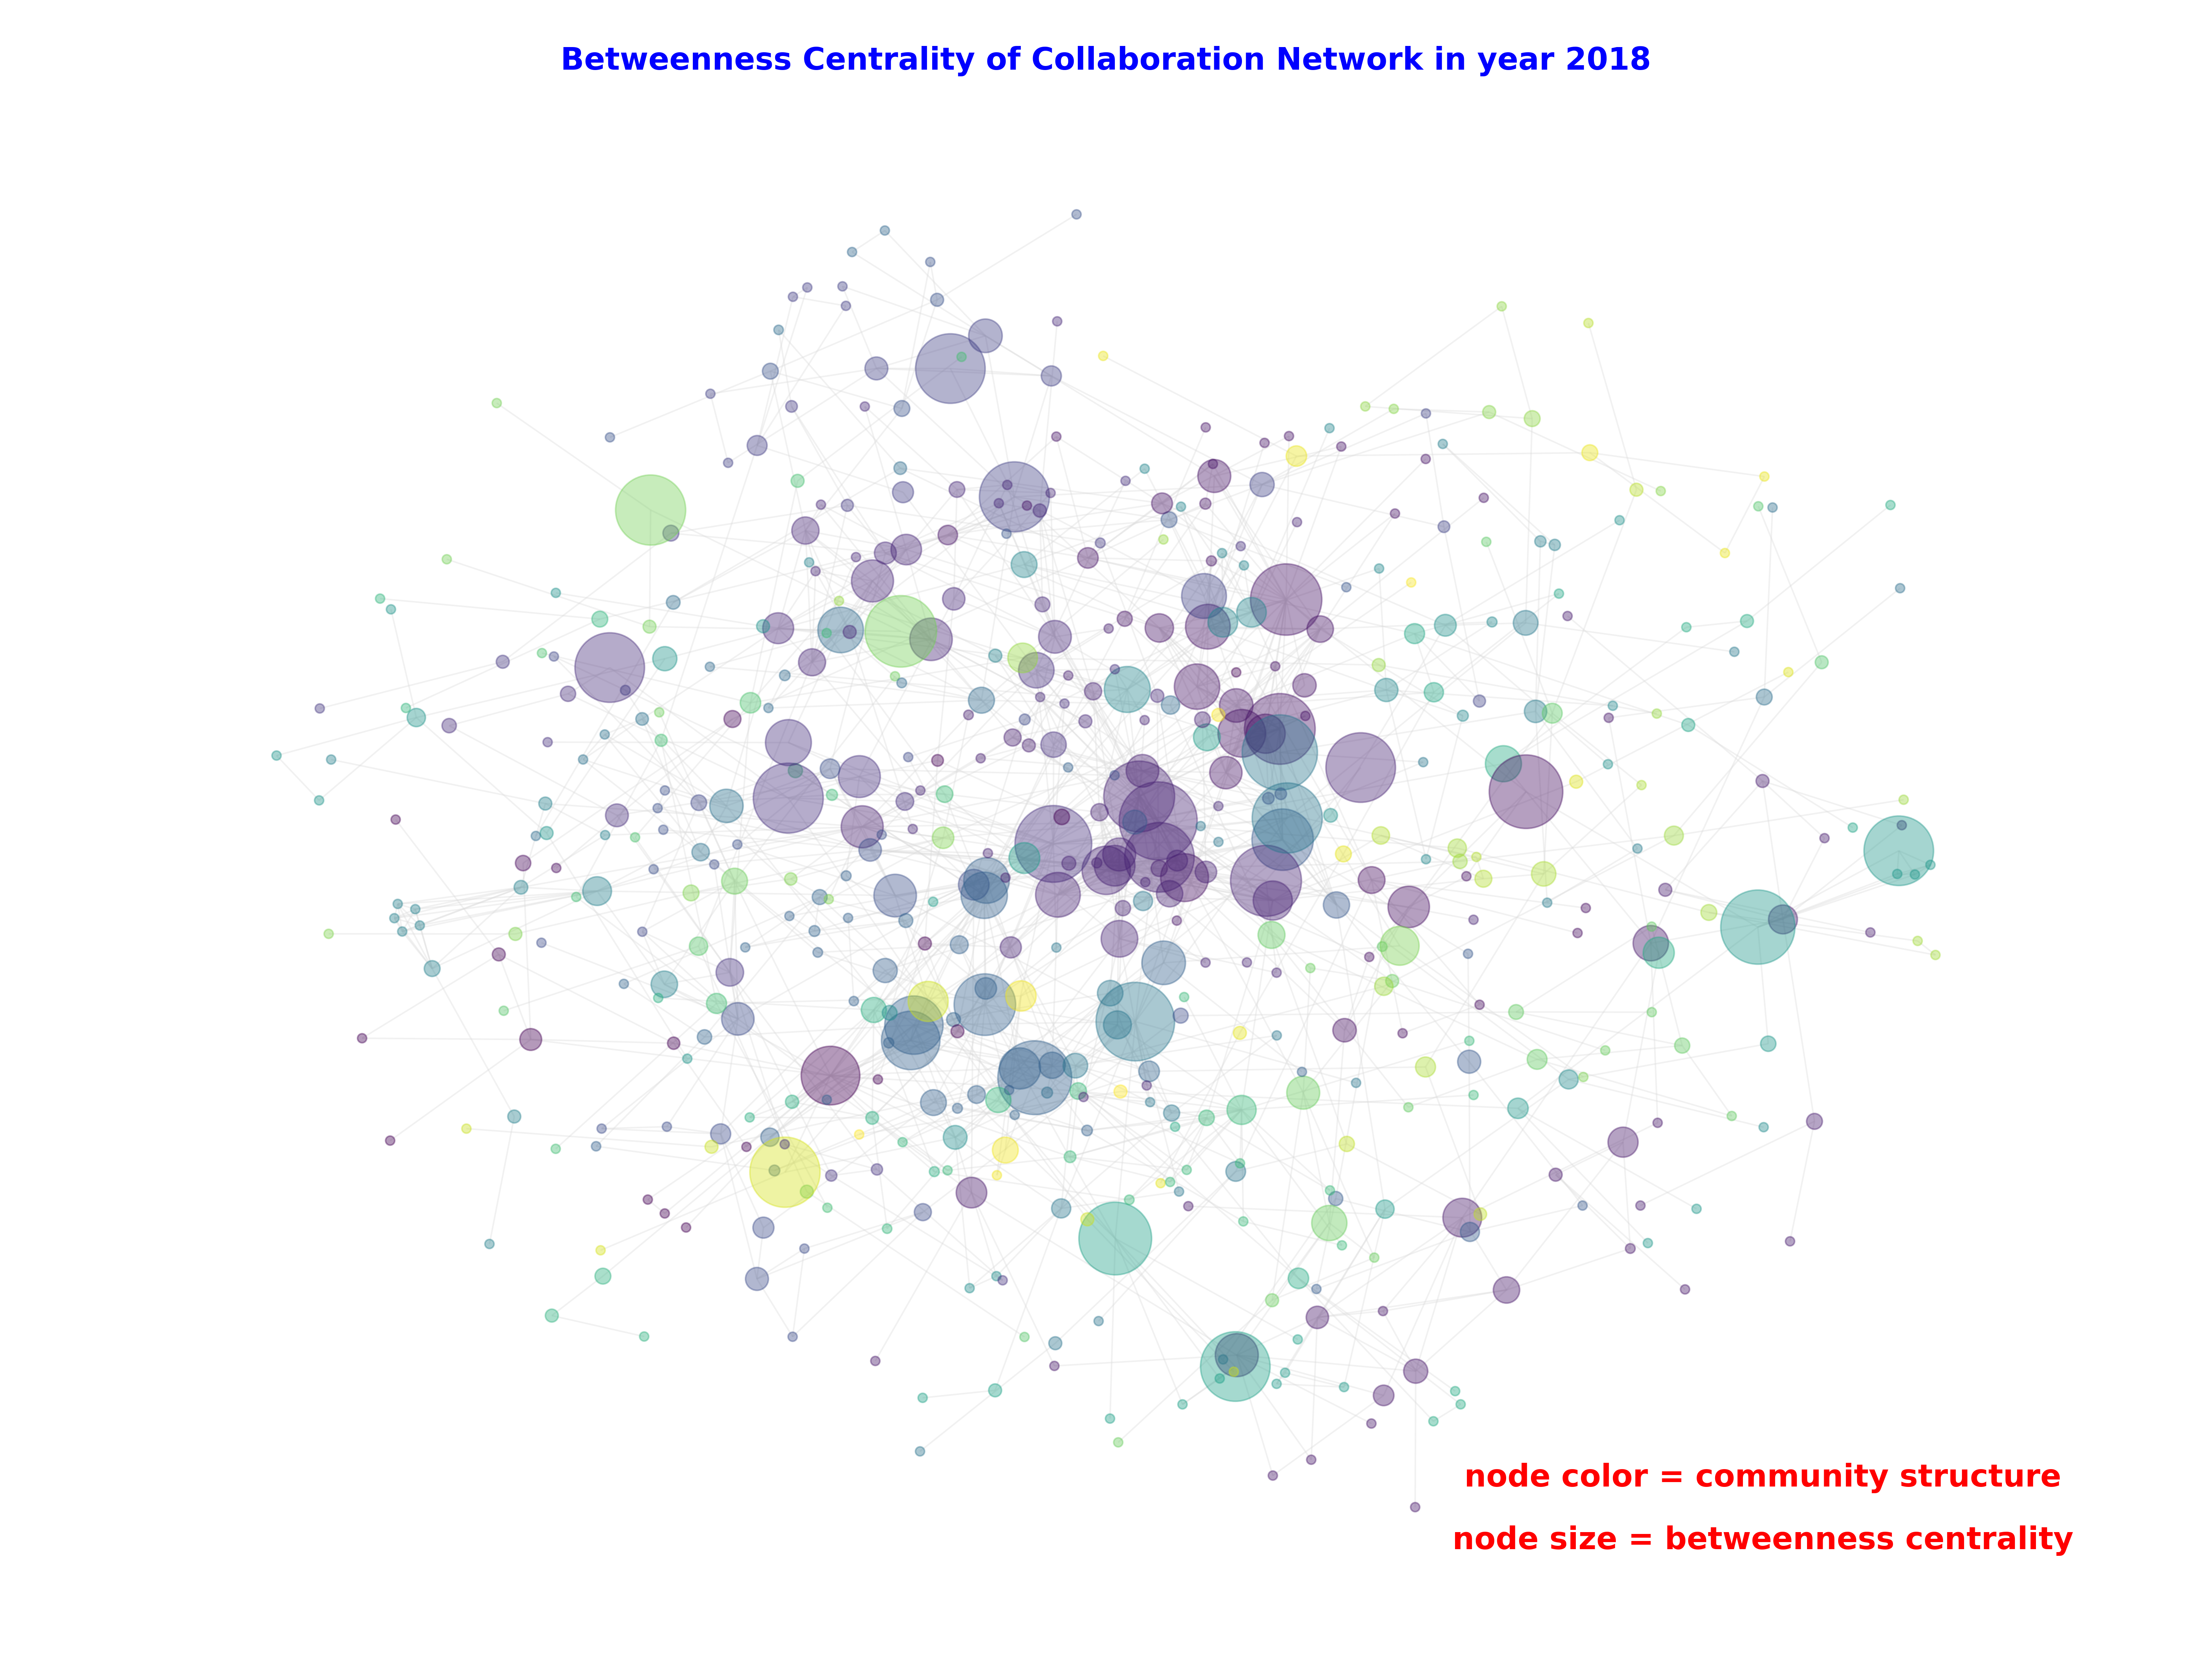 Betweenness Centrality of Collaboration Network in year 2018
node color = community structure
node size = betweenness centrality